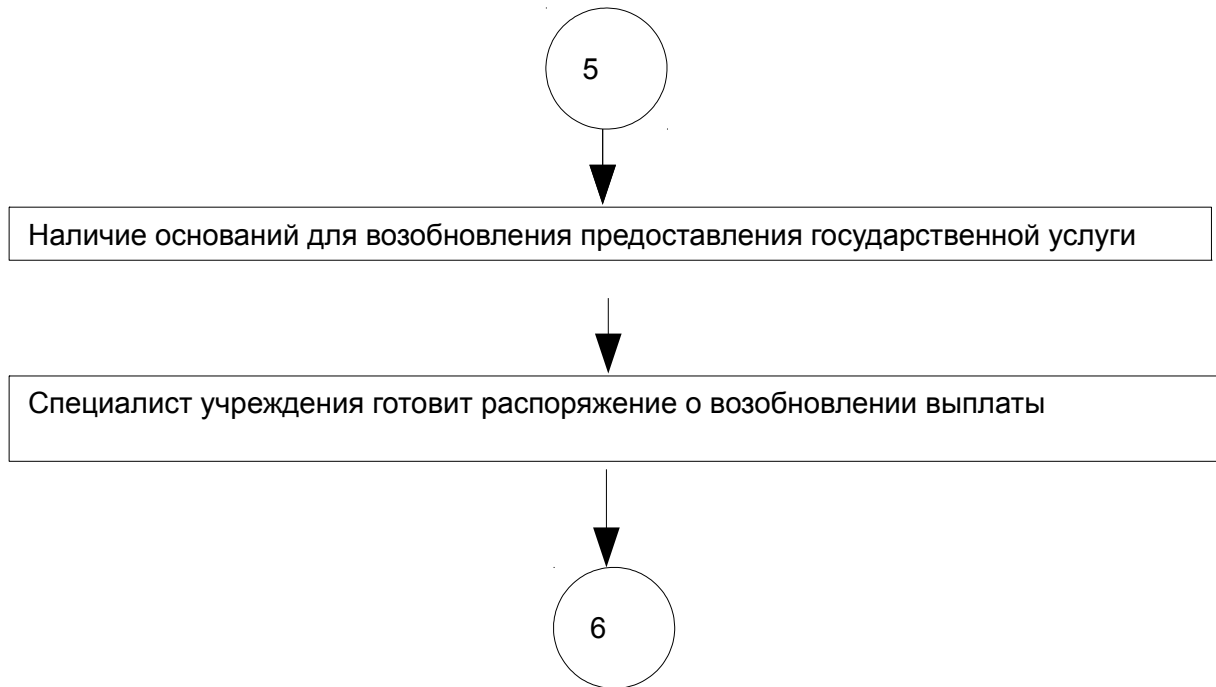 5
Наличие оснований для возобновления предоставления государственной услуги
Специалист учреждения готовит распоряжение о возобновлении выплаты
6